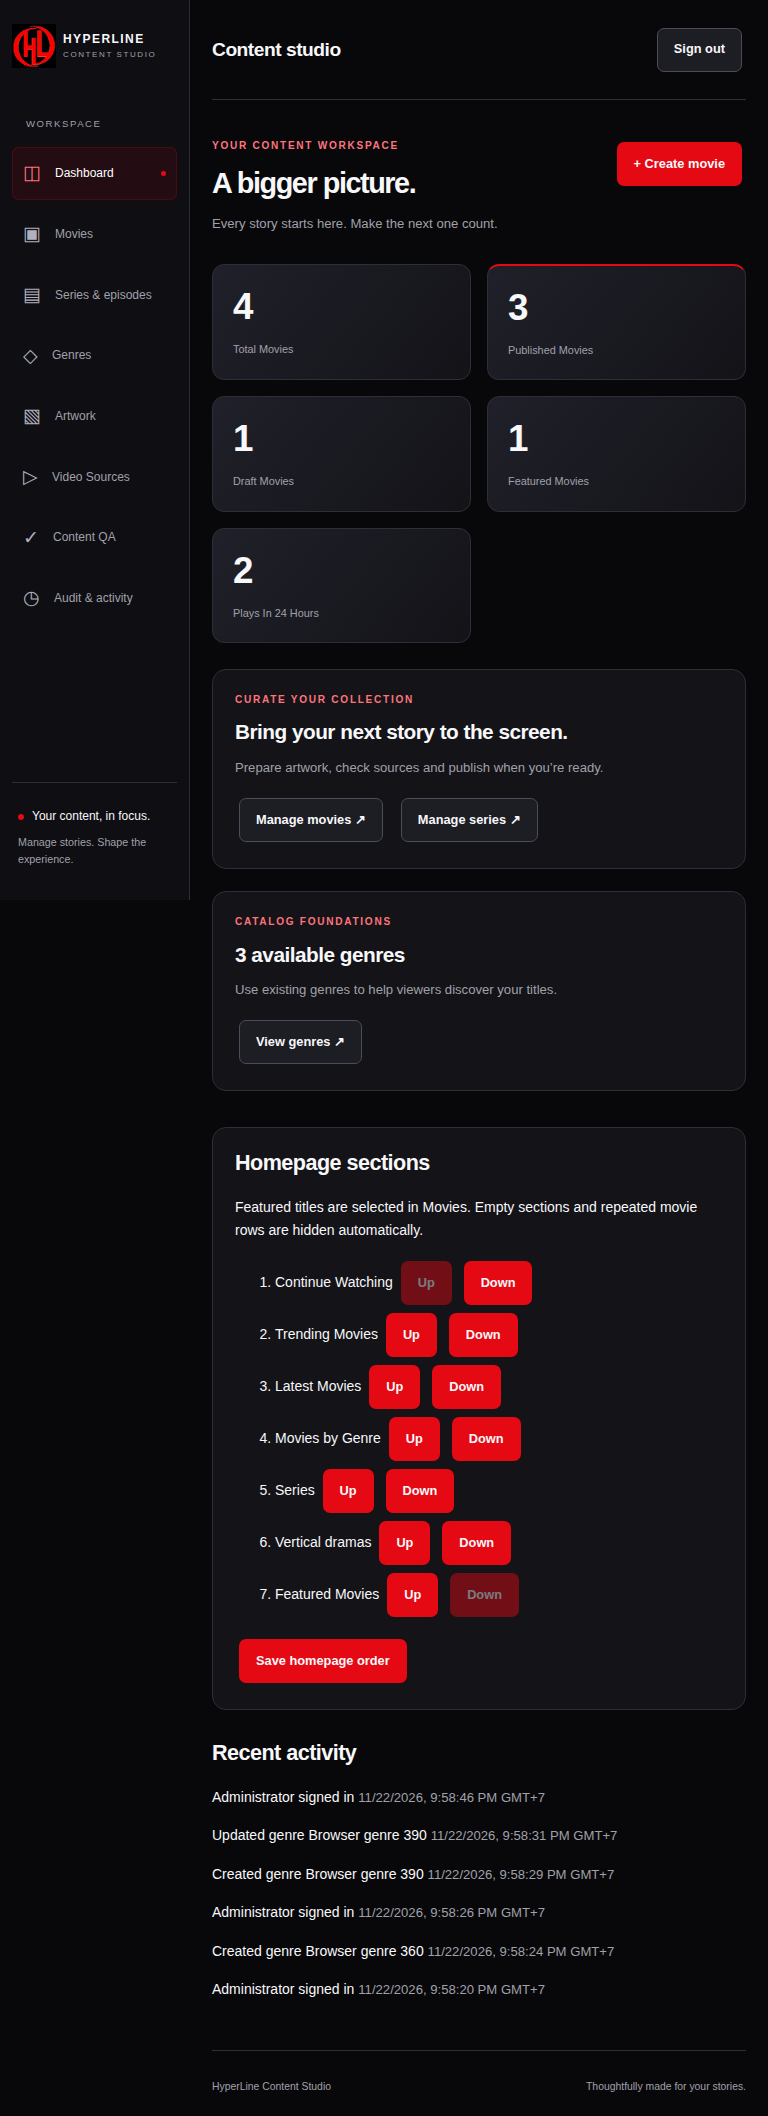 HYPERLINE
CONTENT STUDIO
WORKSPACE
Dashboard
Movies
Series & episodes
Genres
Artwork
Video Sources
Content QA
Audit & activity
Your content, in focus.
Manage stories. Shape the
experience.
Content studio
Sign out
YOUR CONTENT WORKSPACE
A bigger picture.
Every story starts here. Make the next one count.
+ Create movie
4
Total Movies
3
Published Movies
1
Draft Movies
1
Featured Movies
2
Plays In 24 Hours
CURATE YOUR COLLECTION
Bring your next story to the screen.
Prepare artwork, check sources and publish when you’re ready.
Manage movies ↗
Manage series ↗
CATALOG FOUNDATIONS
3 available genres
Use existing genres to help viewers discover your titles.
View genres ↗
Homepage sections
Featured titles are selected in Movies. Empty sections and repeated movie
rows are hidden automatically.
1. Continue Watching Up Down
2. Trending Movies Up Down
3. Latest Movies Up Down
4. Movies by Genre Up Down
5. Series Up Down
6. Vertical dramas Up Down
7. Featured Movies Up Down
Save homepage order
Recent activity
Administrator signed in 11/22/2026, 9:58:46 PM GMT+7
Updated genre Browser genre 390 11/22/2026, 9:58:31 PM GMT+7
Created genre Browser genre 390 11/22/2026, 9:58:29 PM GMT+7
Administrator signed in 11/22/2026, 9:58:26 PM GMT+7
Created genre Browser genre 360 11/22/2026, 9:58:24 PM GMT+7
Administrator signed in 11/22/2026, 9:58:20 PM GMT+7
HyperLine Content Studio
Thoughtfully made for your stories.